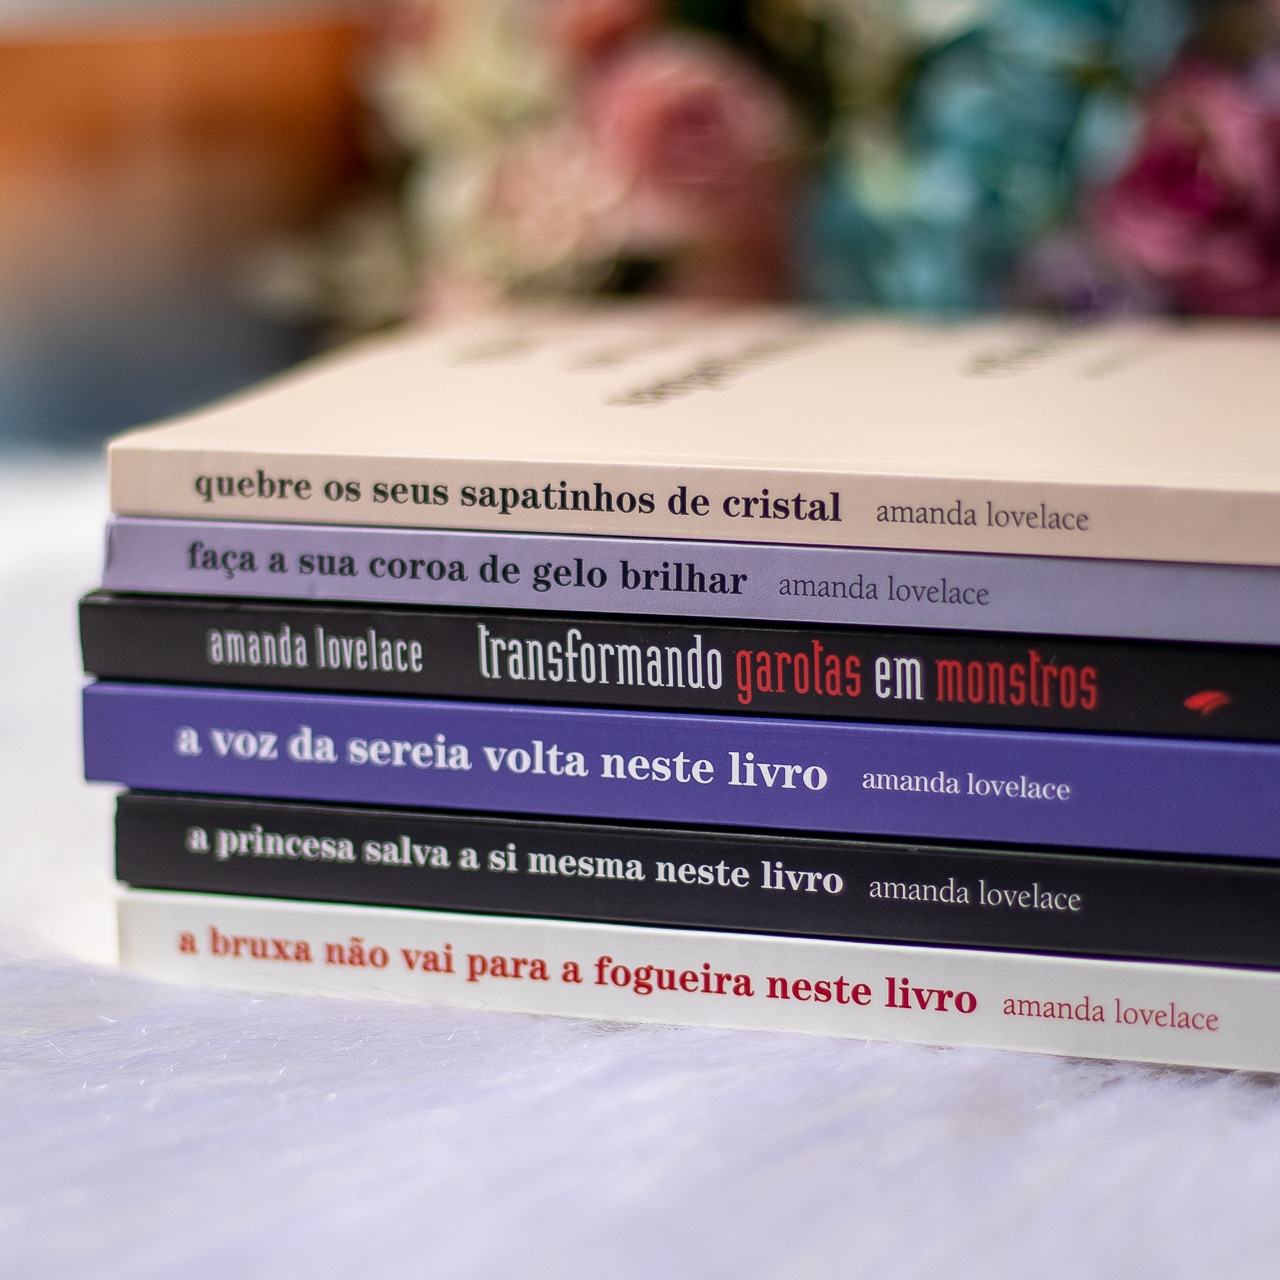 quebre os seus sapatinhos de cristal amanda lovelace
faça a sua coroa de gelo brilhar amanda lovelace
amanda lovelace transformando garotas em monstros
a voz da sereia volta neste livro amanda lovelace
a princesa salva a si mesma neste livro amanda lovelace
a bruxa não vai para a fogueira neste livro amanda lovelace